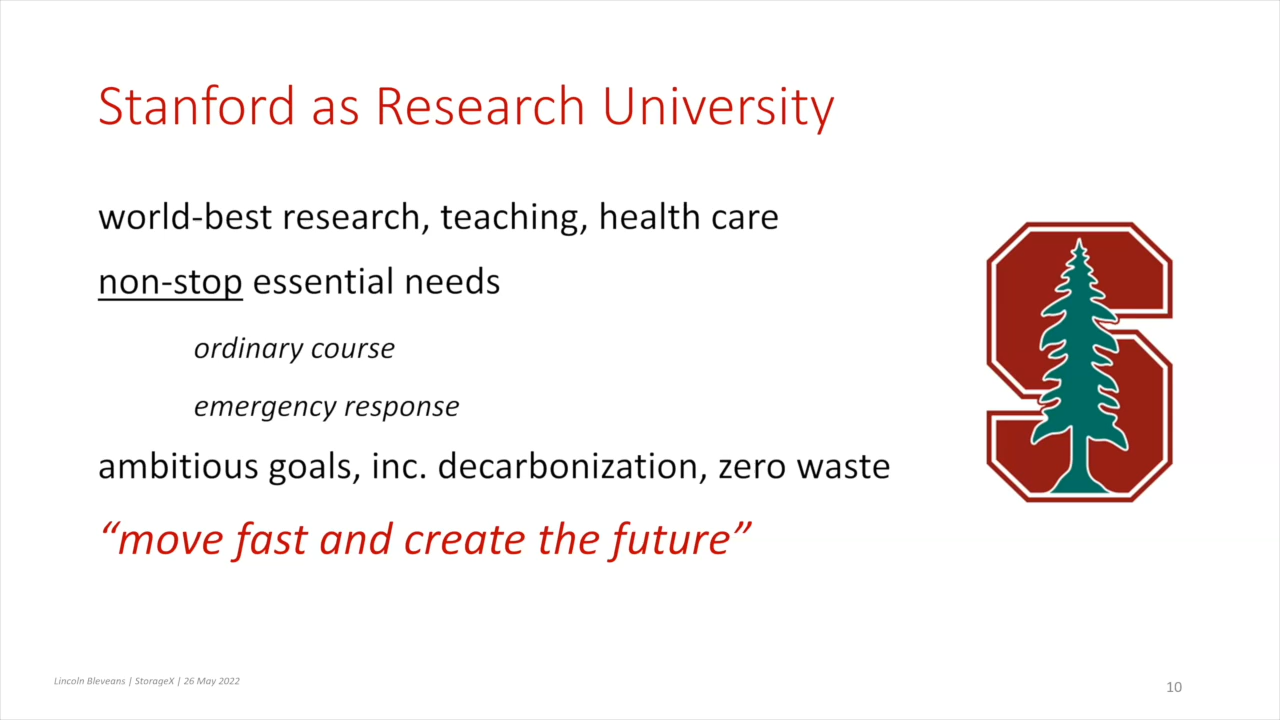 Stanford as Research University
world-best research, teaching, health care
non-stop essential needs
ordinary course
emergency response
ambitious goals, inc. decarbonization, zero waste
“move fast and create the future”
Lincoln Bleveans | StorageX | 26 May 2022
10